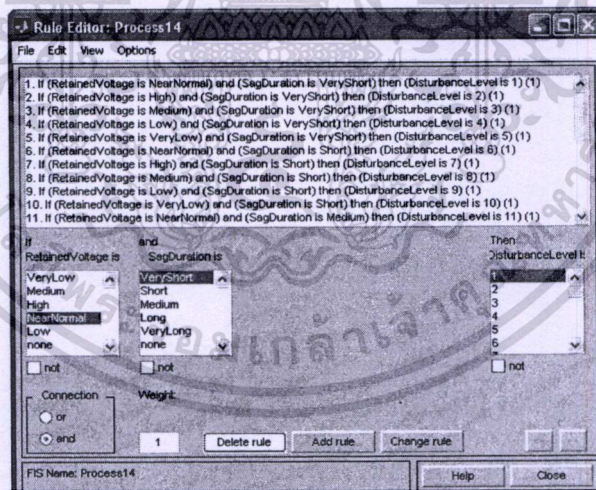 Rule Editor: Process14
File Edit View Options
1. If (RetainedVoltage is NearNormal) and (SagDuration is VeryShort) then (DisturbanceLevel is 1) (1)
2. If (RetainedVoltage is High) and (SagDuration is VeryShort) then (DisturbanceLevel is 2) (1)
3. If (RetainedVoltage is Medium) and (SagDuration is VeryShort) then (DisturbanceLevel is 3) (1)
4. If (RetainedVoltage is Low) and (SagDuration is VeryShort) then (DisturbanceLevel is 4) (1)
5. If (RetainedVoltage is VeryLow) and (SagDuration is VeryShort) then (DisturbanceLevel is 5) (1)
6. If (RetainedVoltage is NearNormal) and (SagDuration is Short) then (DisturbanceLevel is 6) (1)
7. If (RetainedVoltage is High) and (SagDuration is Short) then (DisturbanceLevel is 7) (1)
8. If (RetainedVoltage is Medium) and (SagDuration is Short) then (DisturbanceLevel is 8) (1)
9. If (RetainedVoltage is Low) and (SagDuration is Short) then (DisturbanceLevel is 9) (1)
10. If (RetainedVoltage is VeryLow) and (SagDuration is Short) then (DisturbanceLevel is 10) (1)
11. If (RetainedVoltage is NearNormal) and (SagDuration is Medium) then (DisturbanceLevel is 11) (1)
If and Then
RetainedVoltage is SagDuration is DisturbanceLevel is
VeryLow VeryShort 1
Medium Short 2
High Medium 3
NearNormal Long 4
Low VeryLong 5
none none 6
not not not
Connection Weight:
or
and 1 Delete rule Add rule Change rule
FIS Name: Process14 Help Close